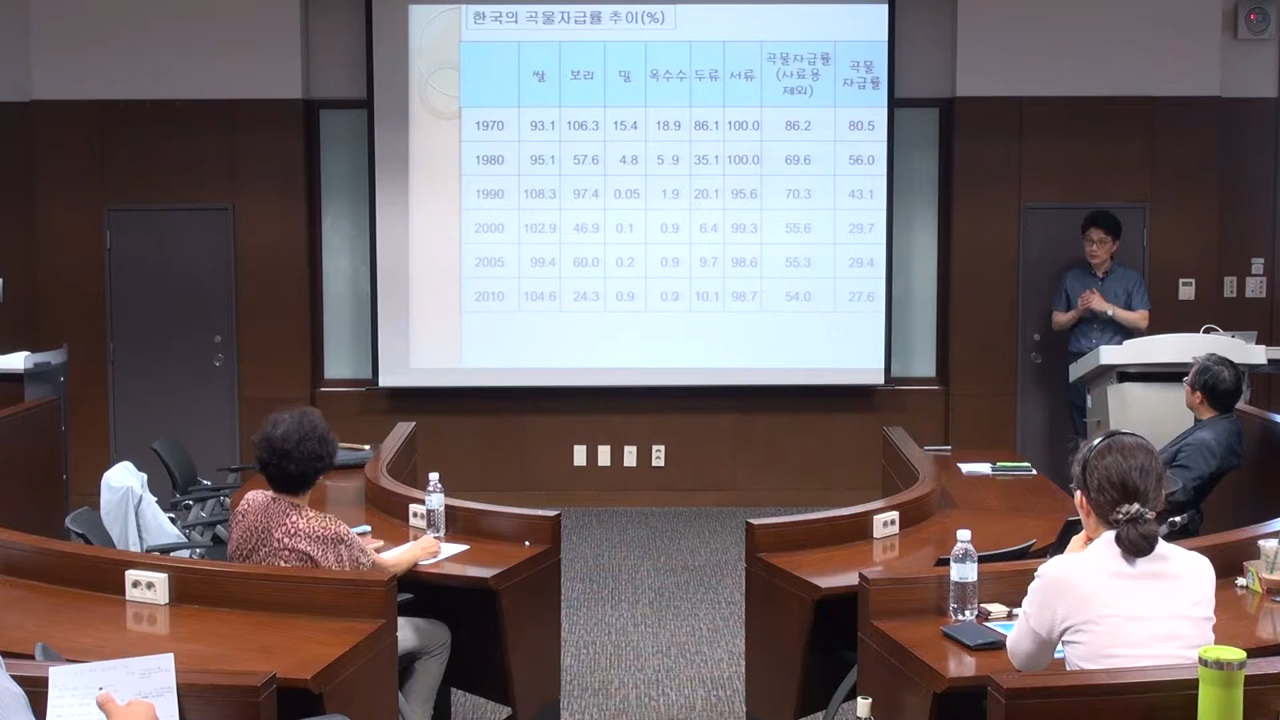 한국의 곡물자급률 추이(%)
쌀 보리 밀 옥수수 두류 서류 곡물자급률 (사료용 제외) 곡물 자급률
1970 93.1 106.3 15.4 18.9 86.1 100.0 86.2 80.5
1980 95.1 57.6 4.8 5.9 35.1 100.0 69.6 56.0
1990 108.3 97.4 0.05 1.9 20.1 95.6 70.3 43.1
2000 102.9 46.9 0.1 0.9 6.4 99.3 55.6 29.7
2005 99.4 60.0 0.2 0.9 9.7 98.6 55.3 29.4
2010 104.6 24.3 0.9 0.9 10.1 98.7 54.0 27.6